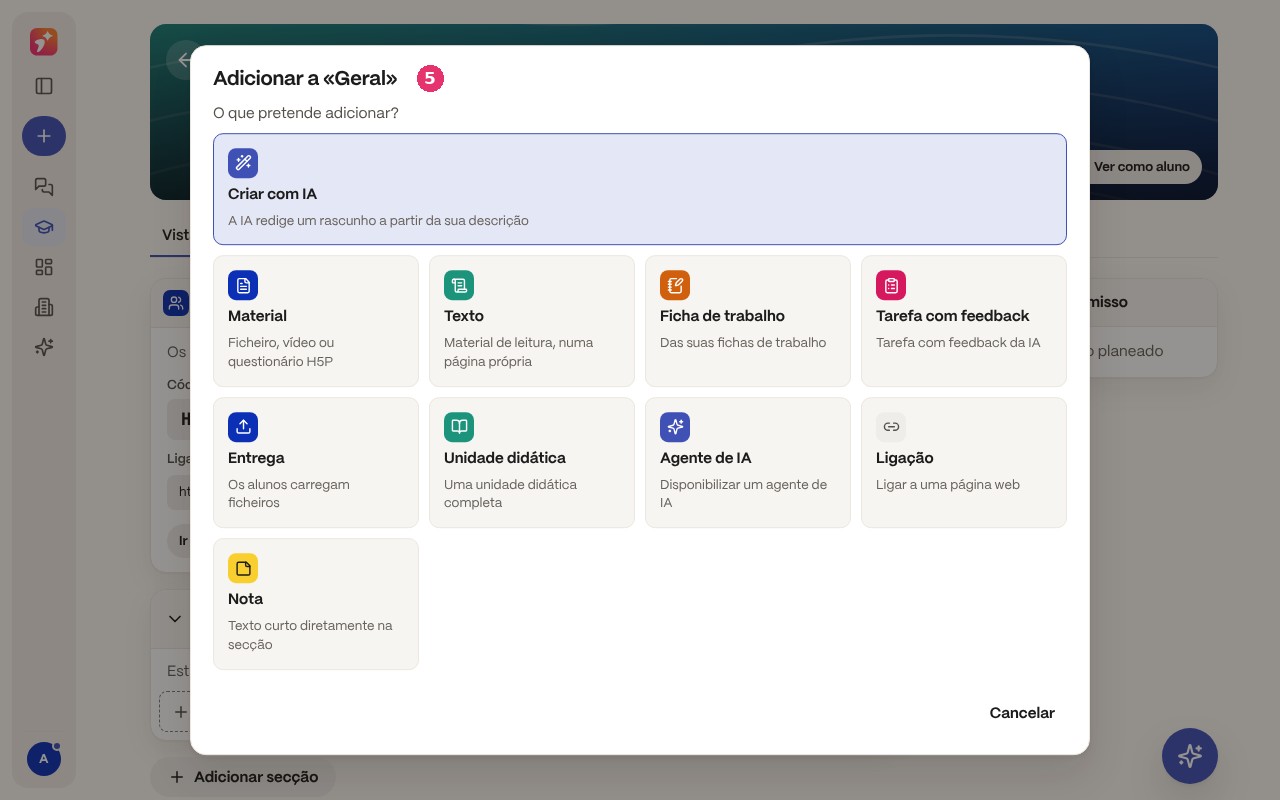 Adicionar a «Geral» 5
O que pretende adicionar?
Criar com IA
A IA redige um rascunho a partir da sua descrição
Material
Ficheiro, vídeo ou
questionário H5P
Texto
Material de leitura, numa
página própria
Ficha de trabalho
Das suas fichas de trabalho
Tarefa com feedback
Tarefa com feedback da IA
Entrega
Os alunos carregam
ficheiros
Unidade didática
Uma unidade didática
completa
Agente de IA
Disponibilizar um agente de
IA
Ligação
Ligar a uma página web
Nota
Texto curto diretamente na
secção
Cancelar
Ver como aluno
planeado
Os
Ir
A
Adicionar secção